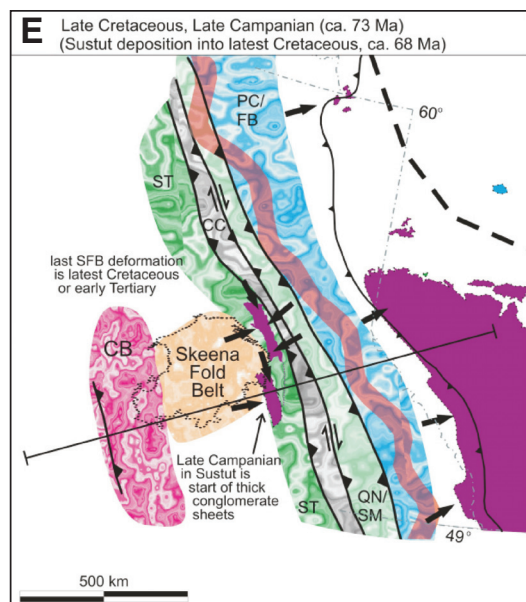 E
Late Cretaceous, Late Campanian (ca. 73 Ma)
(Sustut deposition into latest Cretaceous, ca. 68 Ma)
PC/
FB
60°
ST
CC
last SFB deformation
is latest Cretaceous
or early Tertiary
CB
Skeena
Fold
Belt
Late Campanian
in Sustut is
start of thick
conglomerate
sheets
ST
QN/
SM
49°
500 km